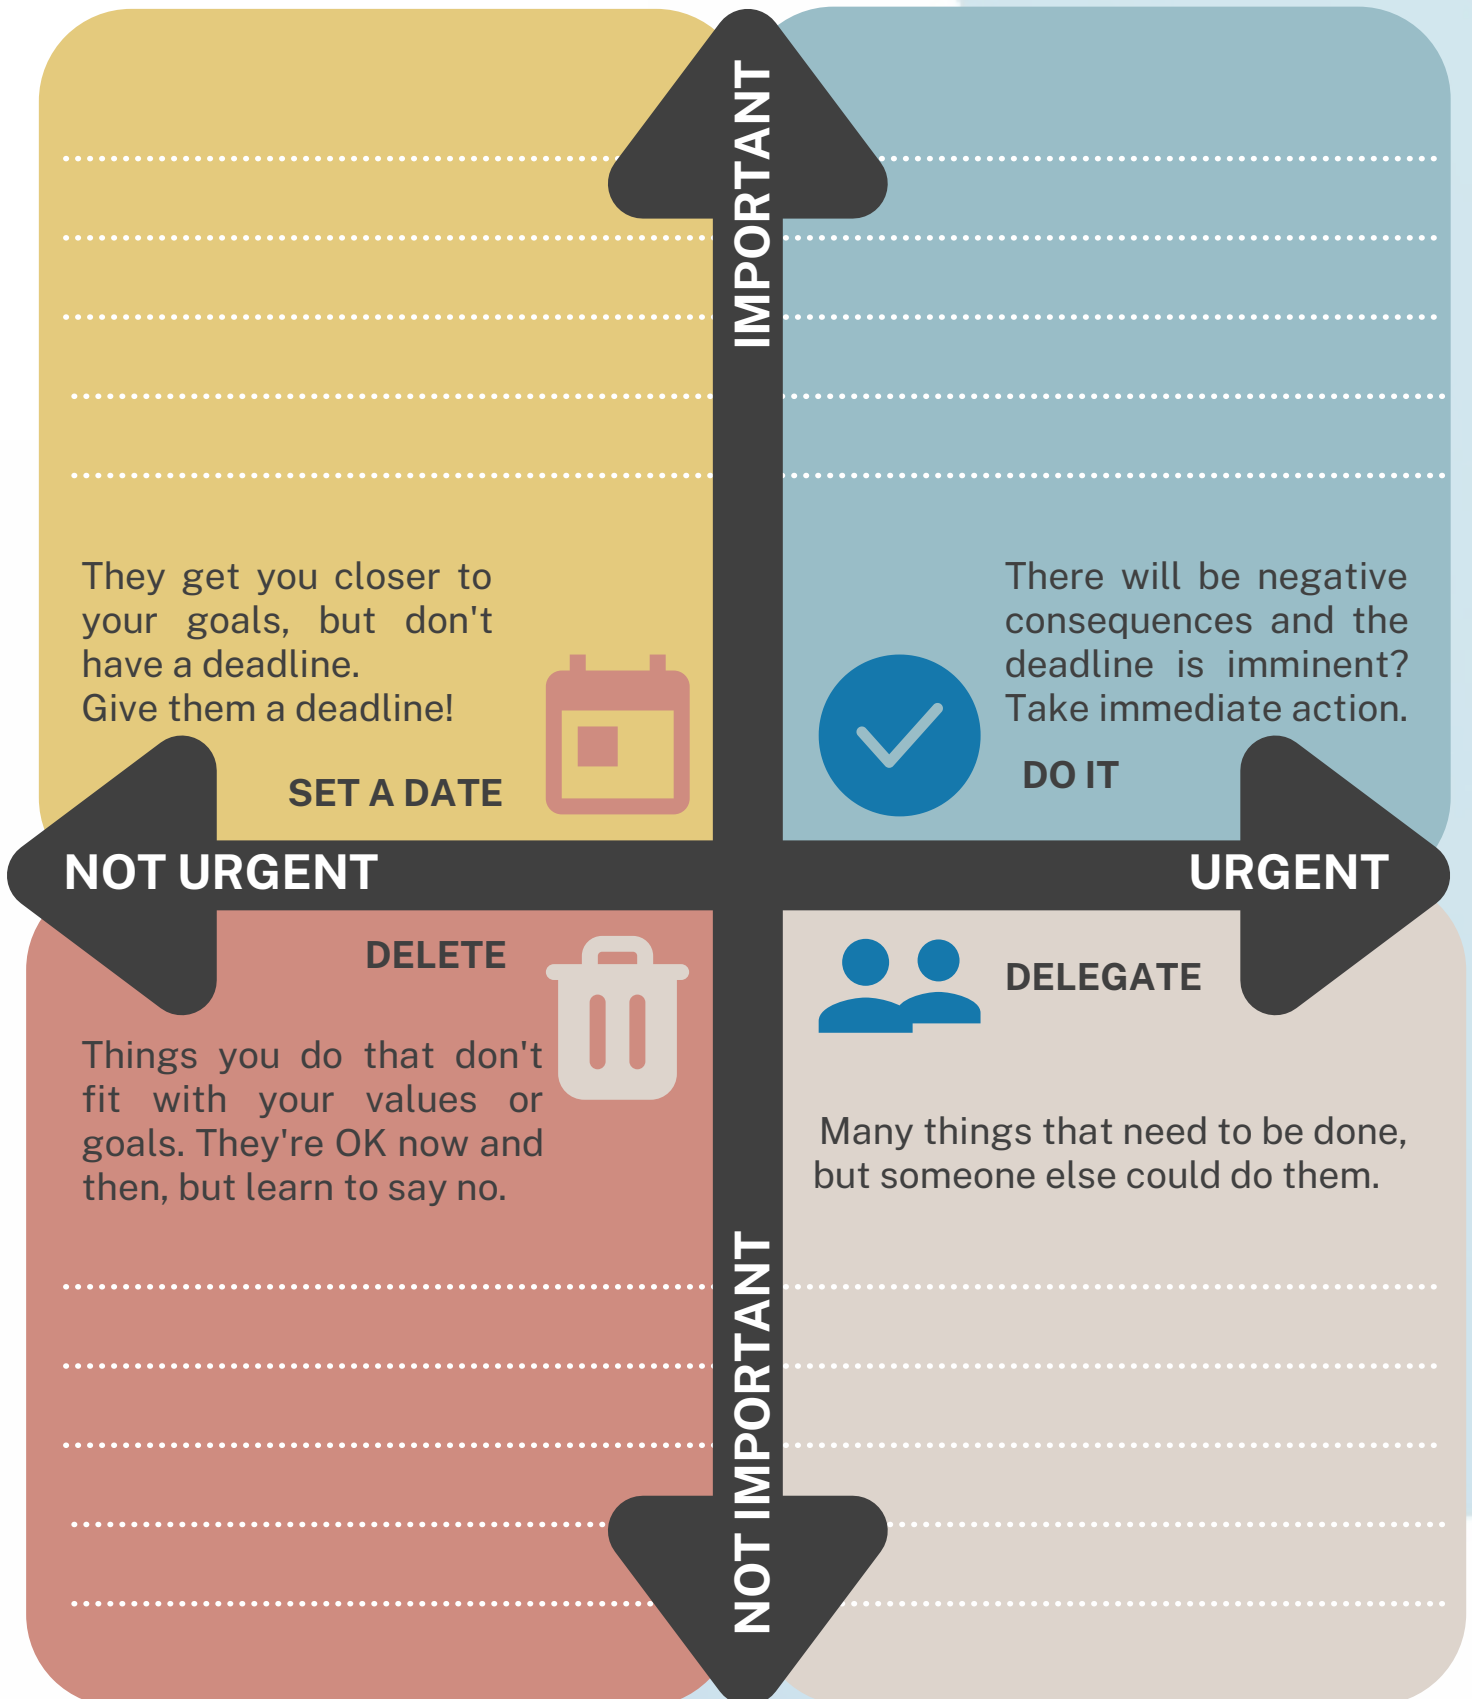 IMPORTANT
They get you closer to
your goals, but don't
have a deadline.
Give them a deadline!
SET A DATE
There will be negative
consequences and the
deadline is imminent?
Take immediate action.
DO IT
NOT URGENT
URGENT
DELETE
Things you do that don't
fit with your values or
goals. They're OK now and
then, but learn to say no.
DELEGATE
Many things that need to be done,
but someone else could do them.
NOT IMPORTANT